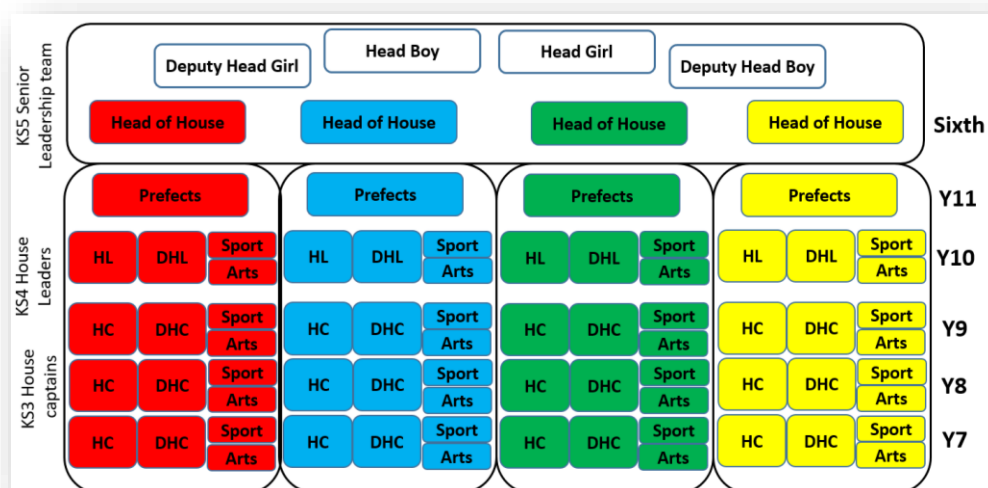 KS5 Senior
Leadership team
Deputy Head Girl
Head Boy
Head Girl
Deputy Head Boy
Head of House
Head of House
Head of House
Head of House
Sixth
Prefects
Prefects
Prefects
Prefects
Y11
KS4 House
Leaders
HL DHL Sport Arts
HL DHL Sport Arts
HL DHL Sport Arts
HL DHL Sport Arts
Y10
KS3 House
captains
HC DHC Sport Arts
HC DHC Sport Arts
HC DHC Sport Arts
HC DHC Sport Arts
Y9
HC DHC Sport Arts
HC DHC Sport Arts
HC DHC Sport Arts
HC DHC Sport Arts
Y8
HC DHC Sport Arts
HC DHC Sport Arts
HC DHC Sport Arts
HC DHC Sport Arts
Y7